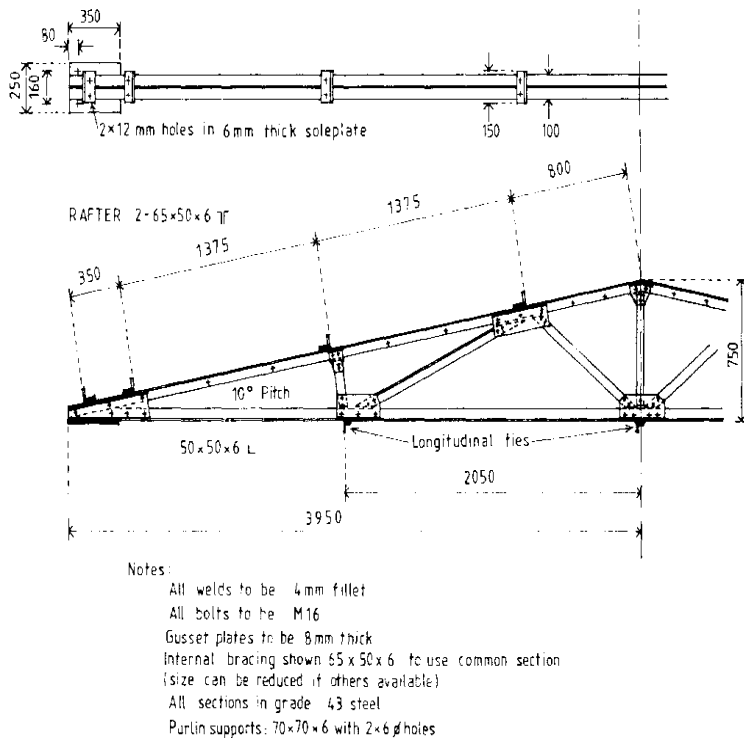 350
80
250
160
2×12 mm holes in 6mm thick soleplate
150
100
800
1375
1375
350
RAFTER 2-65×50×6
10° Pitch
750
50×50×6 L
Longitudinal ties
2050
3950
Notes:
All welds to be 4mm fillet
All bolts to be M16
Gusset plates to be 8mm thick
Internal bracing shown 65×50×6 to use common section
(size can be reduced if others available)
All sections in grade 43 steel
Purlin supports: 70×70×6 with 2×6 ø holes